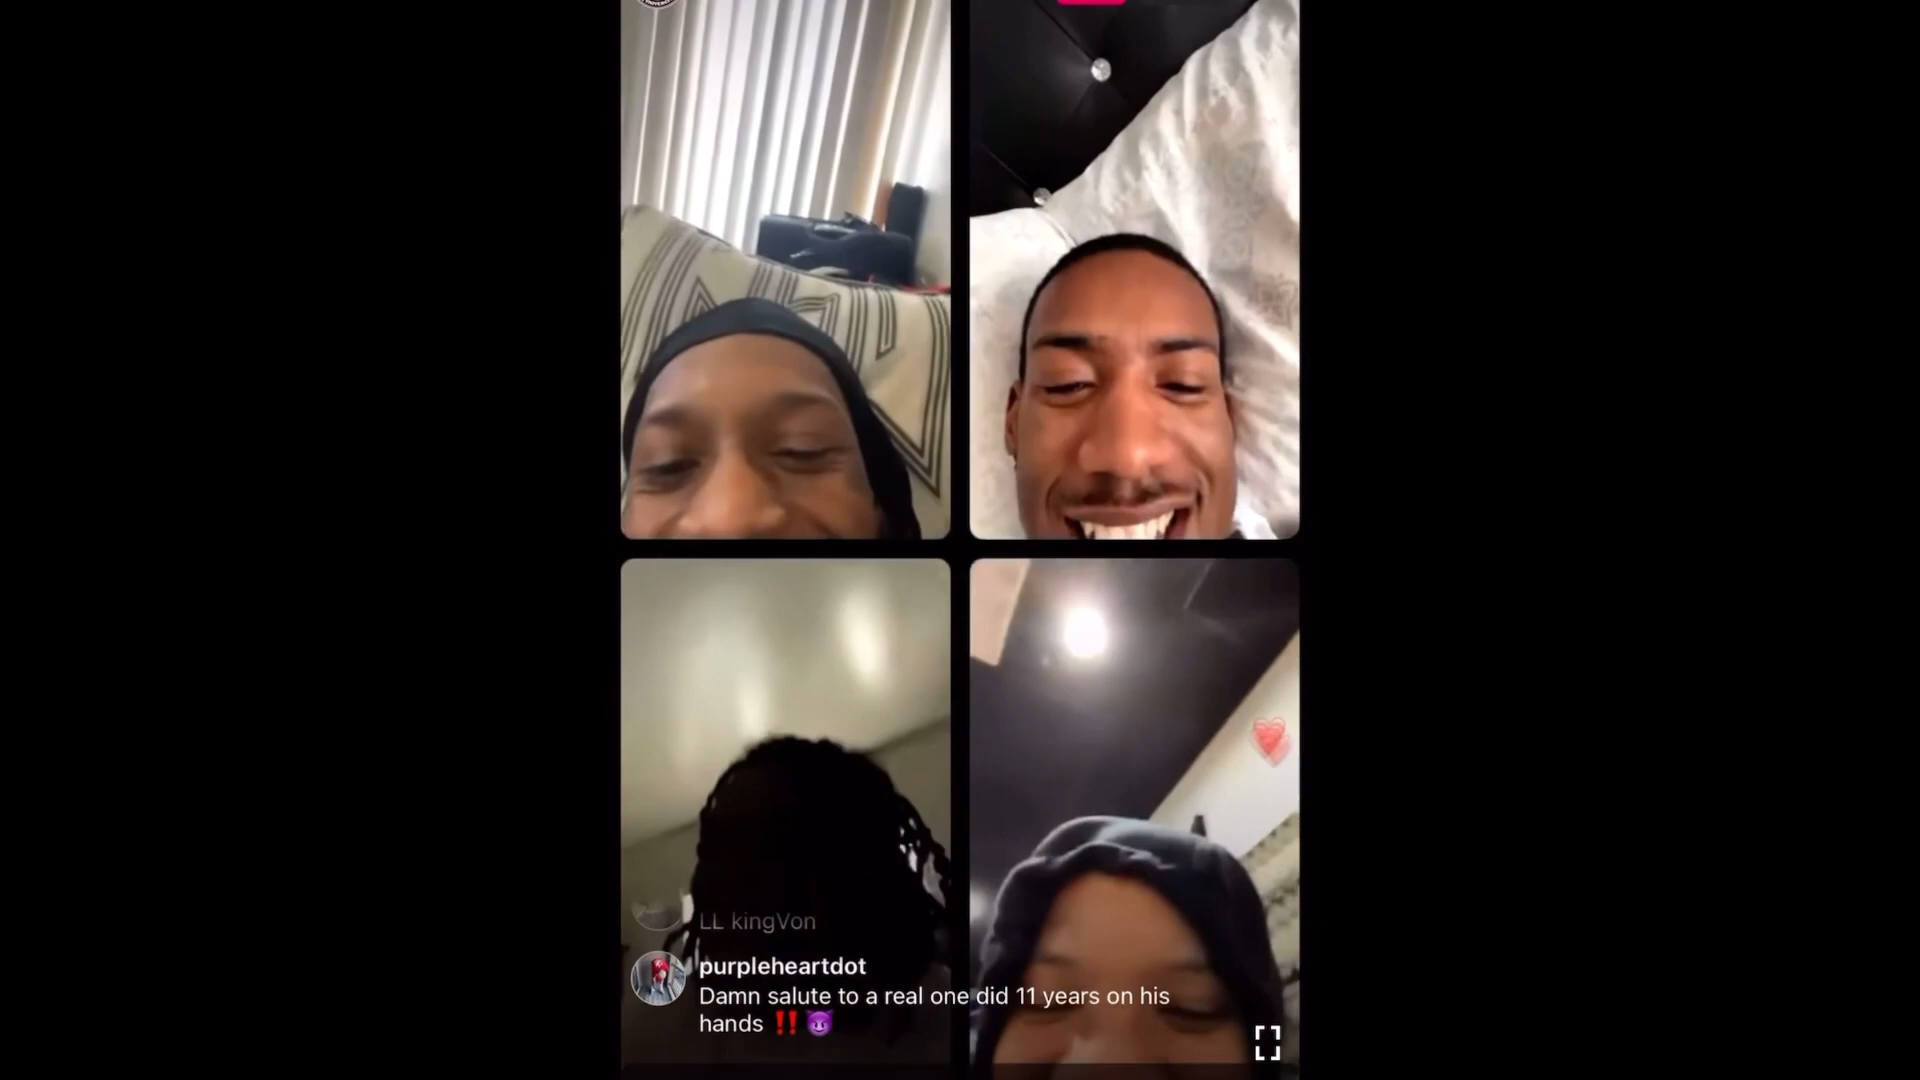 LL kingVon
purpleheartdot
Damn salute to a real one did 11 years on his
hands ‼️😈